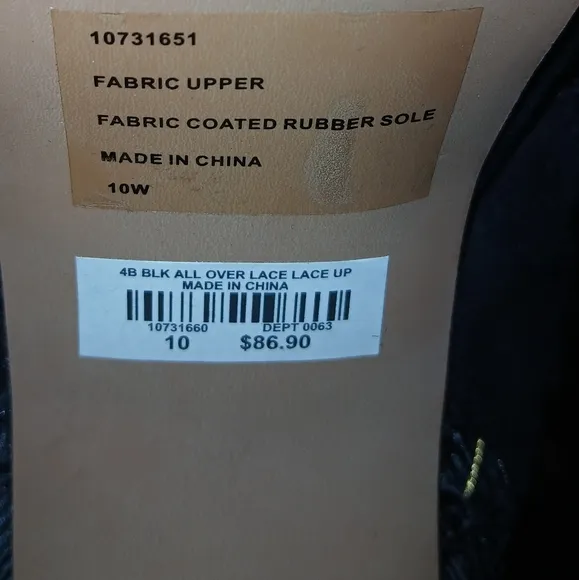 10731651
FABRIC UPPER
FABRIC COATED RUBBER SOLE
MADE IN CHINA
10W
4B BLK ALL OVER LACE LACE UP
MADE IN CHINA
10731660 DEPT 0063
10 $86.90